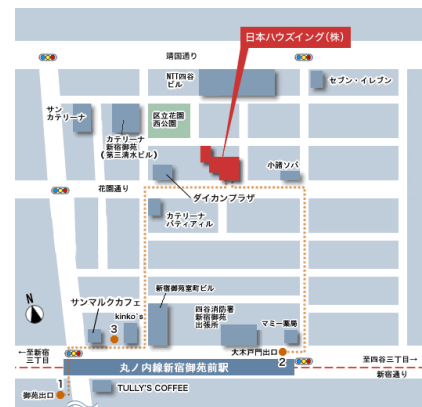 日本ハウズイング(株)
靖国通り
NTT四谷
ビル
セブン・イレブン
サン
カテリーナ
カテリーナ
新宿御苑
(第三清水ビル)
区立花園
西公園
小諸ソバ
花園通り
ダイカンプラザ
カテリーナ
パティアィル
N
新宿御苑室町ビル
サンマルクカフェ
kinko's
3
四谷消防署
新宿御苑
出張所
マミー薬局
←至新宿
三丁目
大木戸門出口
2
至四谷三丁目→
丸ノ内線新宿御苑前駅
新宿通り
1
御苑出口
TULLY'S COFFEE